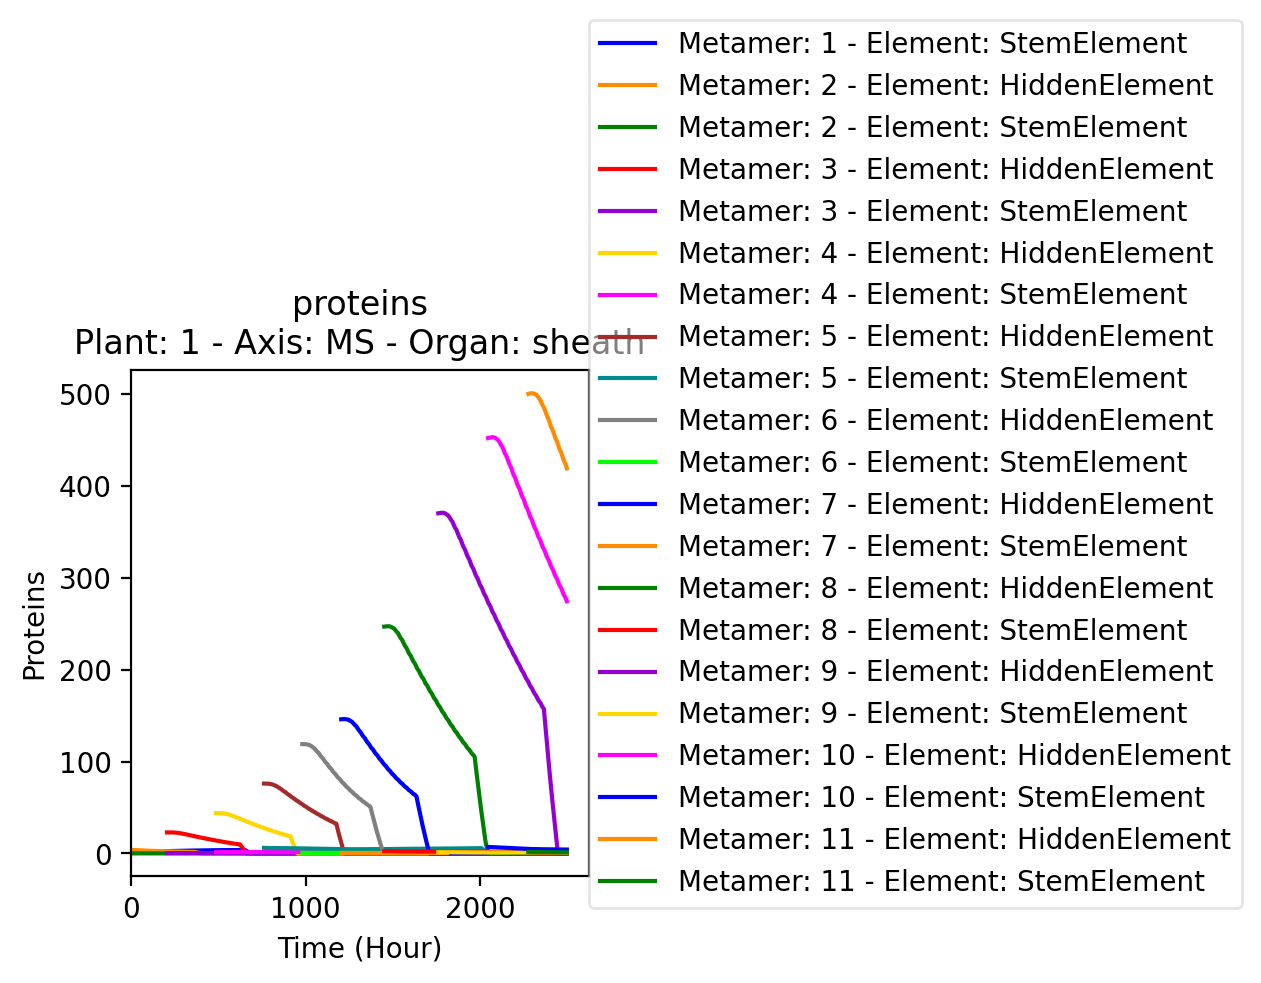 proteins
Plant: 1 - Axis: MS - Organ: sheath
Proteins
500
400
300
200
100
0
0 1000 2000
Time (Hour)
Metamer: 1 - Element: StemElement
Metamer: 2 - Element: HiddenElement
Metamer: 2 - Element: StemElement
Metamer: 3 - Element: HiddenElement
Metamer: 3 - Element: StemElement
Metamer: 4 - Element: HiddenElement
Metamer: 4 - Element: StemElement
Metamer: 5 - Element: HiddenElement
Metamer: 5 - Element: StemElement
Metamer: 6 - Element: HiddenElement
Metamer: 6 - Element: StemElement
Metamer: 7 - Element: HiddenElement
Metamer: 7 - Element: StemElement
Metamer: 8 - Element: HiddenElement
Metamer: 8 - Element: StemElement
Metamer: 9 - Element: HiddenElement
Metamer: 9 - Element: StemElement
Metamer: 10 - Element: HiddenElement
Metamer: 10 - Element: StemElement
Metamer: 11 - Element: HiddenElement
Metamer: 11 - Element: StemElement